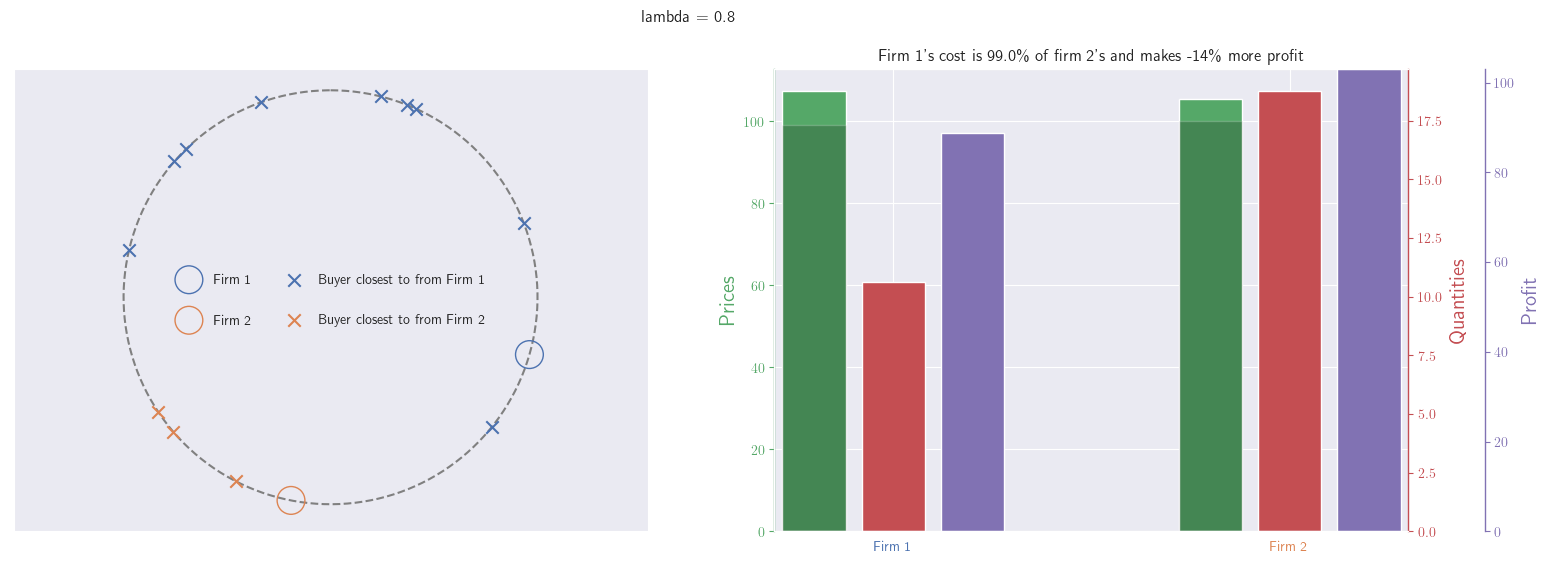 lambda = 0.8
Firm 1's cost is 99.0% of firm 2's and makes -14% more profit
Firm 1
Buyer closest to from Firm 1
Firm 2
Buyer closest to from Firm 2
Prices
100
80
60
40
20
0
Firm 1
Firm 2
17.5
15.0
12.5
10.0
7.5
5.0
2.5
0.0
Quantities
100
80
60
40
20
0
Profit